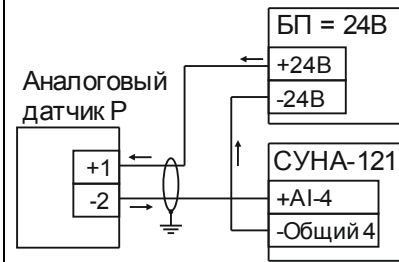 БП = 24В
+24В
-24В
Аналоговый
датчик Р
+1
-2
СУНА-121
+AI-4
-Общий 4